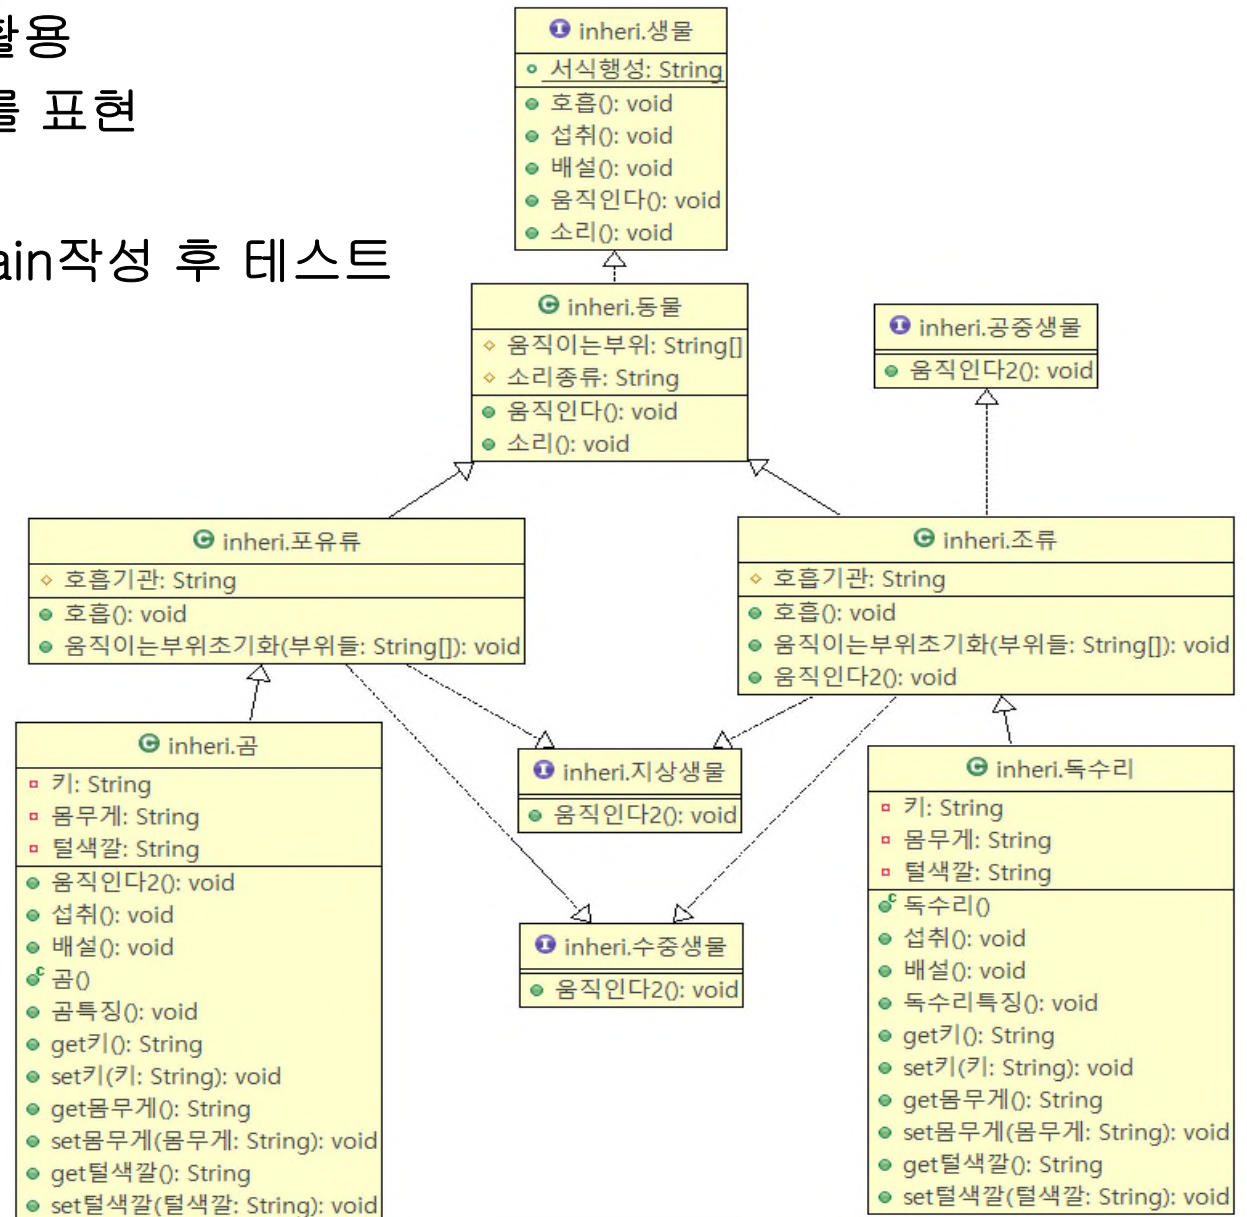 활용
를 표현
ain작성 후 테스트
inheri.생물
서식행성: String
호흡(): void
섭취(): void
배설(): void
움직인다(): void
소리(): void
inheri.동물
움직이는부위: String[]
소리종류: String
움직인다(): void
소리(): void
inheri.공중생물
움직인다2(): void
inheri.포유류
호흡기관: String
호흡(): void
움직이는부위초기화(부위들: String[]): void
inheri.조류
호흡기관: String
호흡(): void
움직이는부위초기화(부위들: String[]): void
움직인다2(): void
inheri.곰
키: String
몸무게: String
털색깔: String
움직인다2(): void
섭취(): void
배설(): void
곰()
곰특징(): void
get키(): String
set키(키: String): void
get몸무게(): String
set몸무게(몸무게: String): void
get털색깔(): String
set털색깔(털색깔: String): void
inheri.지상생물
움직인다2(): void
inheri.수중생물
움직인다2(): void
inheri.독수리
키: String
몸무게: String
털색깔: String
독수리()
섭취(): void
배설(): void
독수리특징(): void
get키(): String
set키(키: String): void
get몸무게(): String
set몸무게(몸무게: String): void
get털색깔(): String
set털색깔(털색깔: String): void